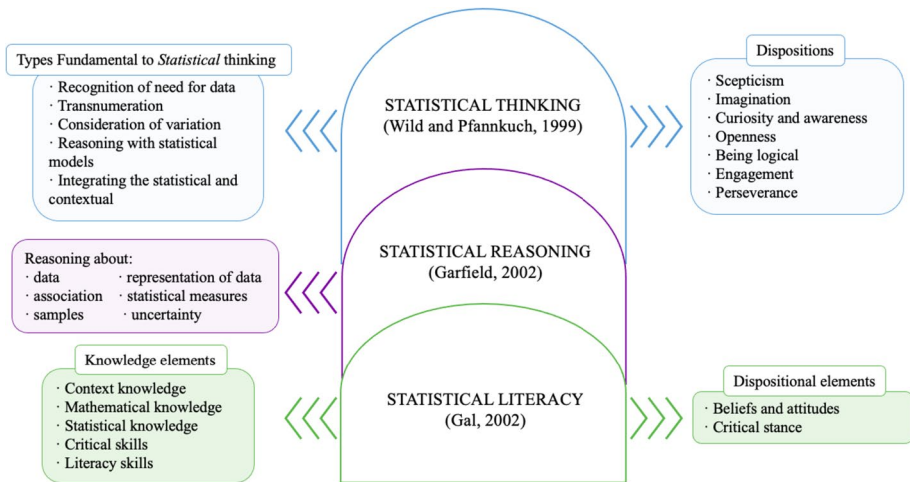 Types Fundamental to Statistical thinking
· Recognition of need for data
· Transnumeration
· Consideration of variation
· Reasoning with statistical
models
· Integrating the statistical and
contextual
STATISTICAL THINKING
(Wild and Pfannkuch, 1999)
Dispositions
· Scepticism
· Imagination
· Curiosity and awareness
· Openness
· Being logical
· Engagement
· Perseverance
Reasoning about:
· data · representation of data
· association · statistical measures
· samples · uncertainty
STATISTICAL REASONING
(Garfield, 2002)
Knowledge elements
· Context knowledge
· Mathematical knowledge
· Statistical knowledge
· Critical skills
· Literacy skills
STATISTICAL LITERACY
(Gal, 2002)
Dispositional elements
· Beliefs and attitudes
· Critical stance